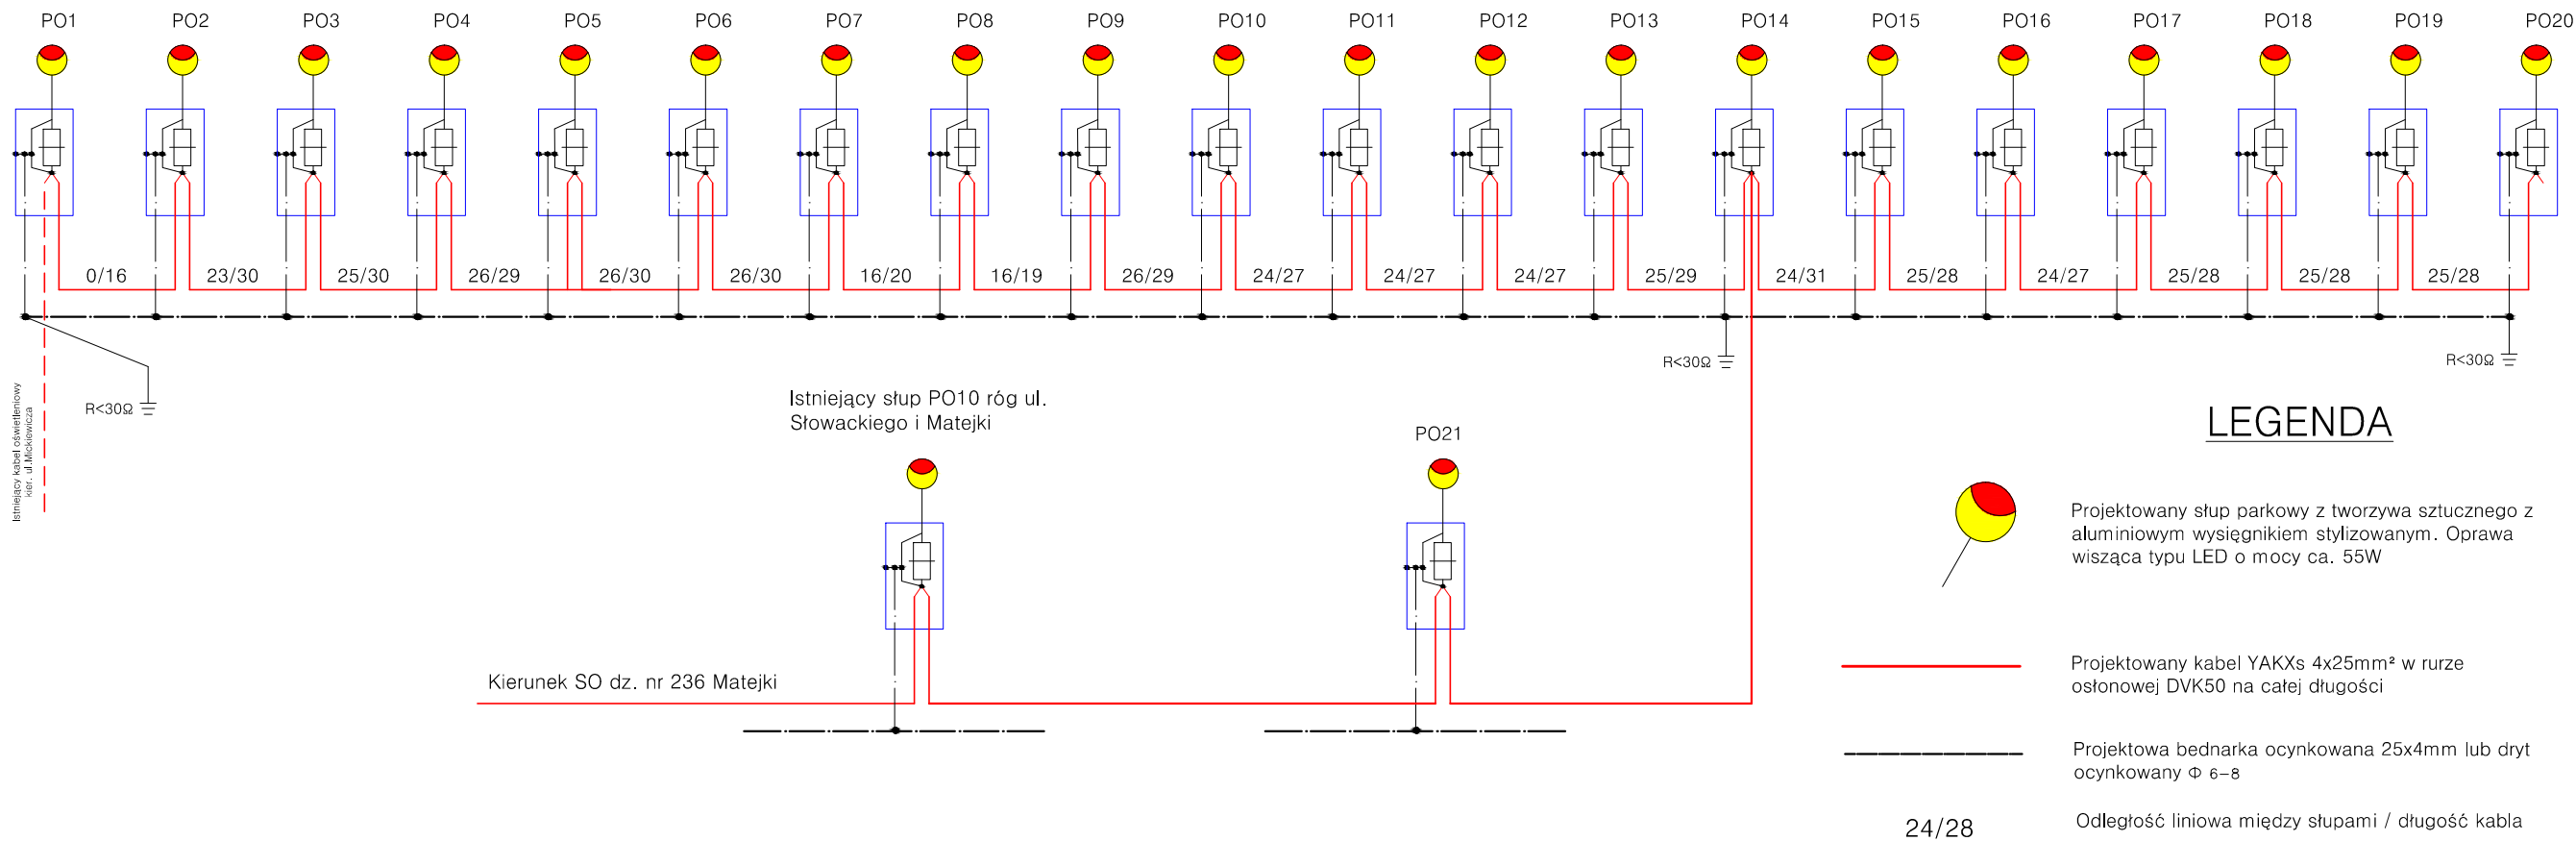 PO1 PO2 PO3 PO4 PO5 PO6 PO7 PO8 PO9 PO10 PO11 PO12 PO13 PO14 PO15 PO16 PO17 PO18 PO19 PO20
0/16 23/30 25/30 26/29 26/30 26/30 16/20 16/19 26/29 24/27 24/27 24/27 25/29 24/31 25/28 24/27 25/28 25/28 25/28
R<30Ω
R<30Ω
R<30Ω
Istniejący kabel oświetleniowy
kier. ul.Mickiewicza
Istniejący słup PO10 róg ul.
Słowackiego i Matejki
PO21
Kierunek SO dz. nr 236 Matejki
LEGENDA
Projektowany słup parkowy z tworzywa sztucznego z
aluminiowym wysięgnikiem stylizowanym. Oprawa
wisząca typu LED o mocy ca. 55W
Projektowany kabel YAKXs 4x25mm² w rurze
osłonowej DVK50 na całej długości
Projektowa bednarka ocynkowana 25x4mm lub dryt
ocynkowany Φ 6-8
24/28 Odległość liniowa między słupami / długość kabla